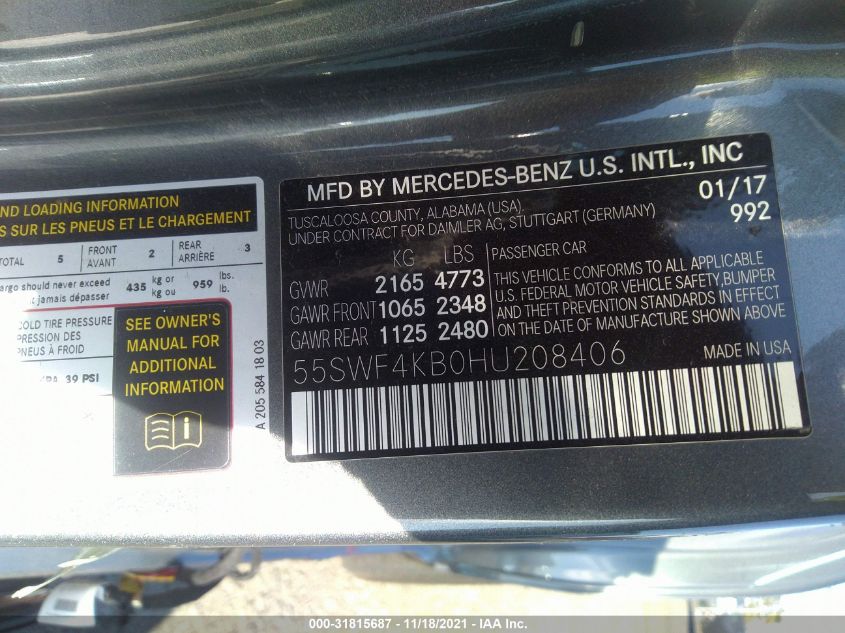 ND LOADING INFORMATION
S SUR LES PNEUS ET LE CHARGEMENT
TOTAL 5 FRONT AVANT 2 REAR ARRIÈRE 3
argo should never exceed 435 kg or 959 lbs.
t jamais dépasser kg ou lb.
COLD TIRE PRESSURE
PRESSION DES
PNEUS À FROID
KPA, 39 PSI
SEE OWNER'S
MANUAL FOR
ADDITIONAL
INFORMATION
A 205 584 18 03
MFD BY MERCEDES-BENZ U.S. INTL., INC
TUSCALOOSA COUNTY, ALABAMA (USA) 01/17
UNDER CONTRACT FOR DAIMLER AG, STUTTGART (GERMANY) 992
KG LBS
GVWR 2165 4773
GAWR FRONT 1065 2348
GAWR REAR 1125 2480
PASSENGER CAR
THIS VEHICLE CONFORMS TO ALL APPLICABLE
U.S. FEDERAL MOTOR VEHICLE SAFETY,BUMPER
AND THEFT PREVENTION STANDARDS IN EFFECT
ON THE DATE OF MANUFACTURE SHOWN ABOVE
55SWF4KB0HU208406 MADE IN USA
000-31815687 - 11/18/2021 - IAA Inc.